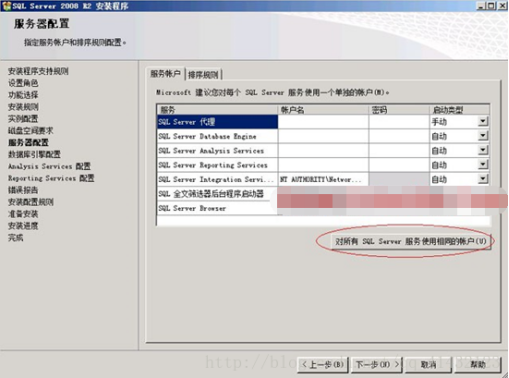 SQL Server 2008 R2 安装程序
服务器配置
指定服务帐户和排序规则配置。
安装程序支持规则
设置角色
功能选择
安装规则
实例配置
磁盘空间要求
服务器配置
数据库引擎配置
Analysis Services 配置
Reporting Services 配置
错误报告
安装配置规则
准备安装
安装进度
完成
服务帐户 排序规则
Microsoft 建议您对每个 SQL Server 服务使用一个单独的帐户(M)。
服务 帐户名 密码 启动类型
SQL Server 代理 手动
SQL Server Database Engine 自动
SQL Server Analysis Services 自动
SQL Server Reporting Services 自动
SQL Server Integration Servi... NT AUTHORITY\Networ... 自动
SQL 全文筛选器后台程序启动器
SQL Server Browser
对所有 SQL Server 服务使用相同的帐户(U)
< 上一步(B) 下一步(N) > 取消 帮助